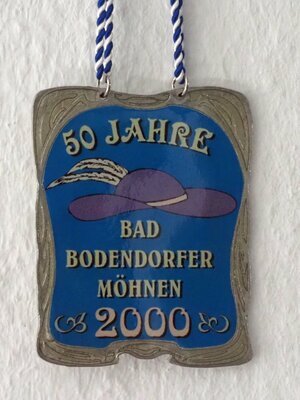 50 JAHRE
BAD
BODENDORFER
MÖHNEN
2000